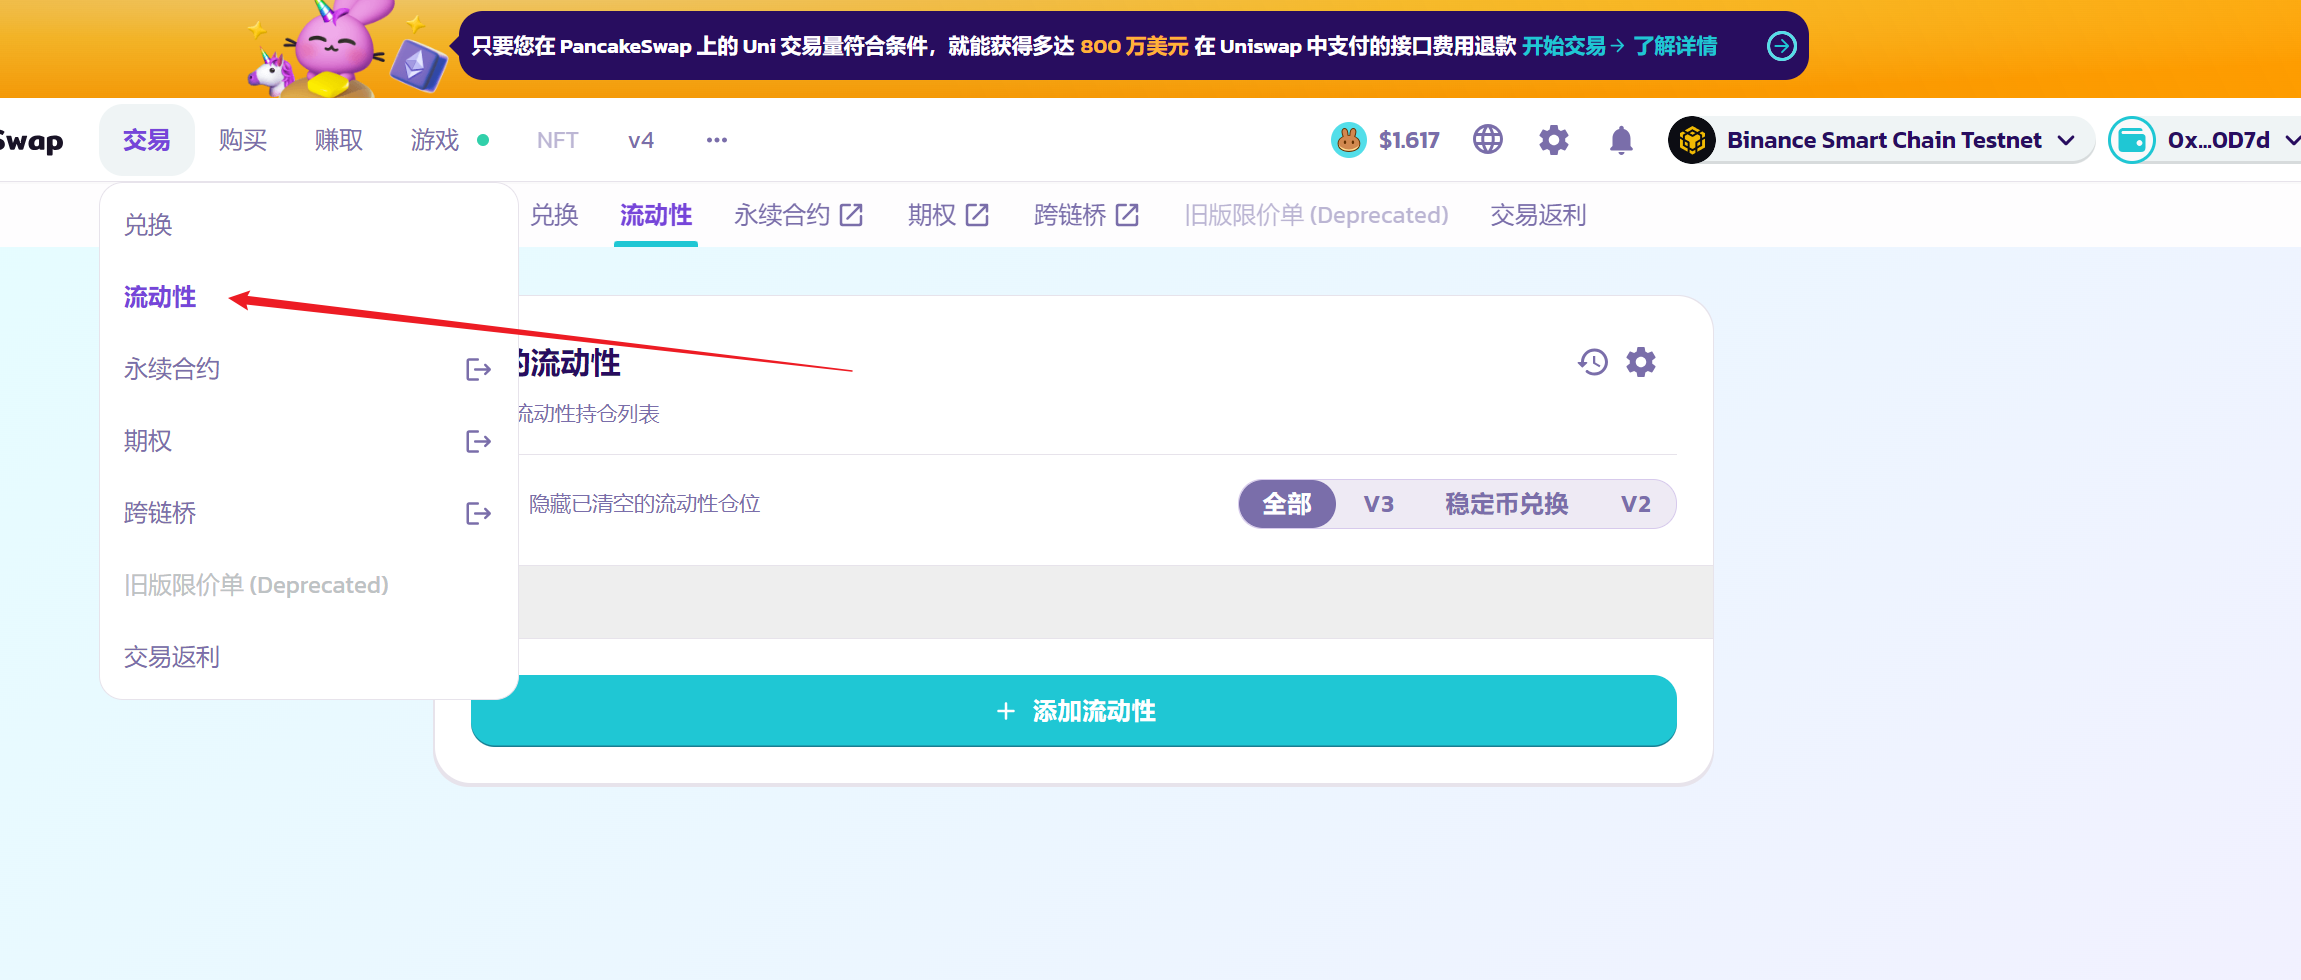 只要您在 PancakeSwap 上的 Uni 交易量符合条件，就能获得多达 800 万美元 在 Uniswap 中支付的接口费用退款 开始交易→ 了解详情
Swap 交易 购买 赚取 游戏 NFT v4 ... $1.617 Binance Smart Chain Testnet 0x...0D7d
兑换 流动性 永续合约 期权 跨链桥 旧版限价单 (Deprecated) 交易返利
兑换
流动性
永续合约
期权
跨链桥
旧版限价单 (Deprecated)
交易返利
的流动性
流动性持仓列表
隐藏已清空的流动性仓位 全部 V3 稳定币兑换 V2
+ 添加流动性